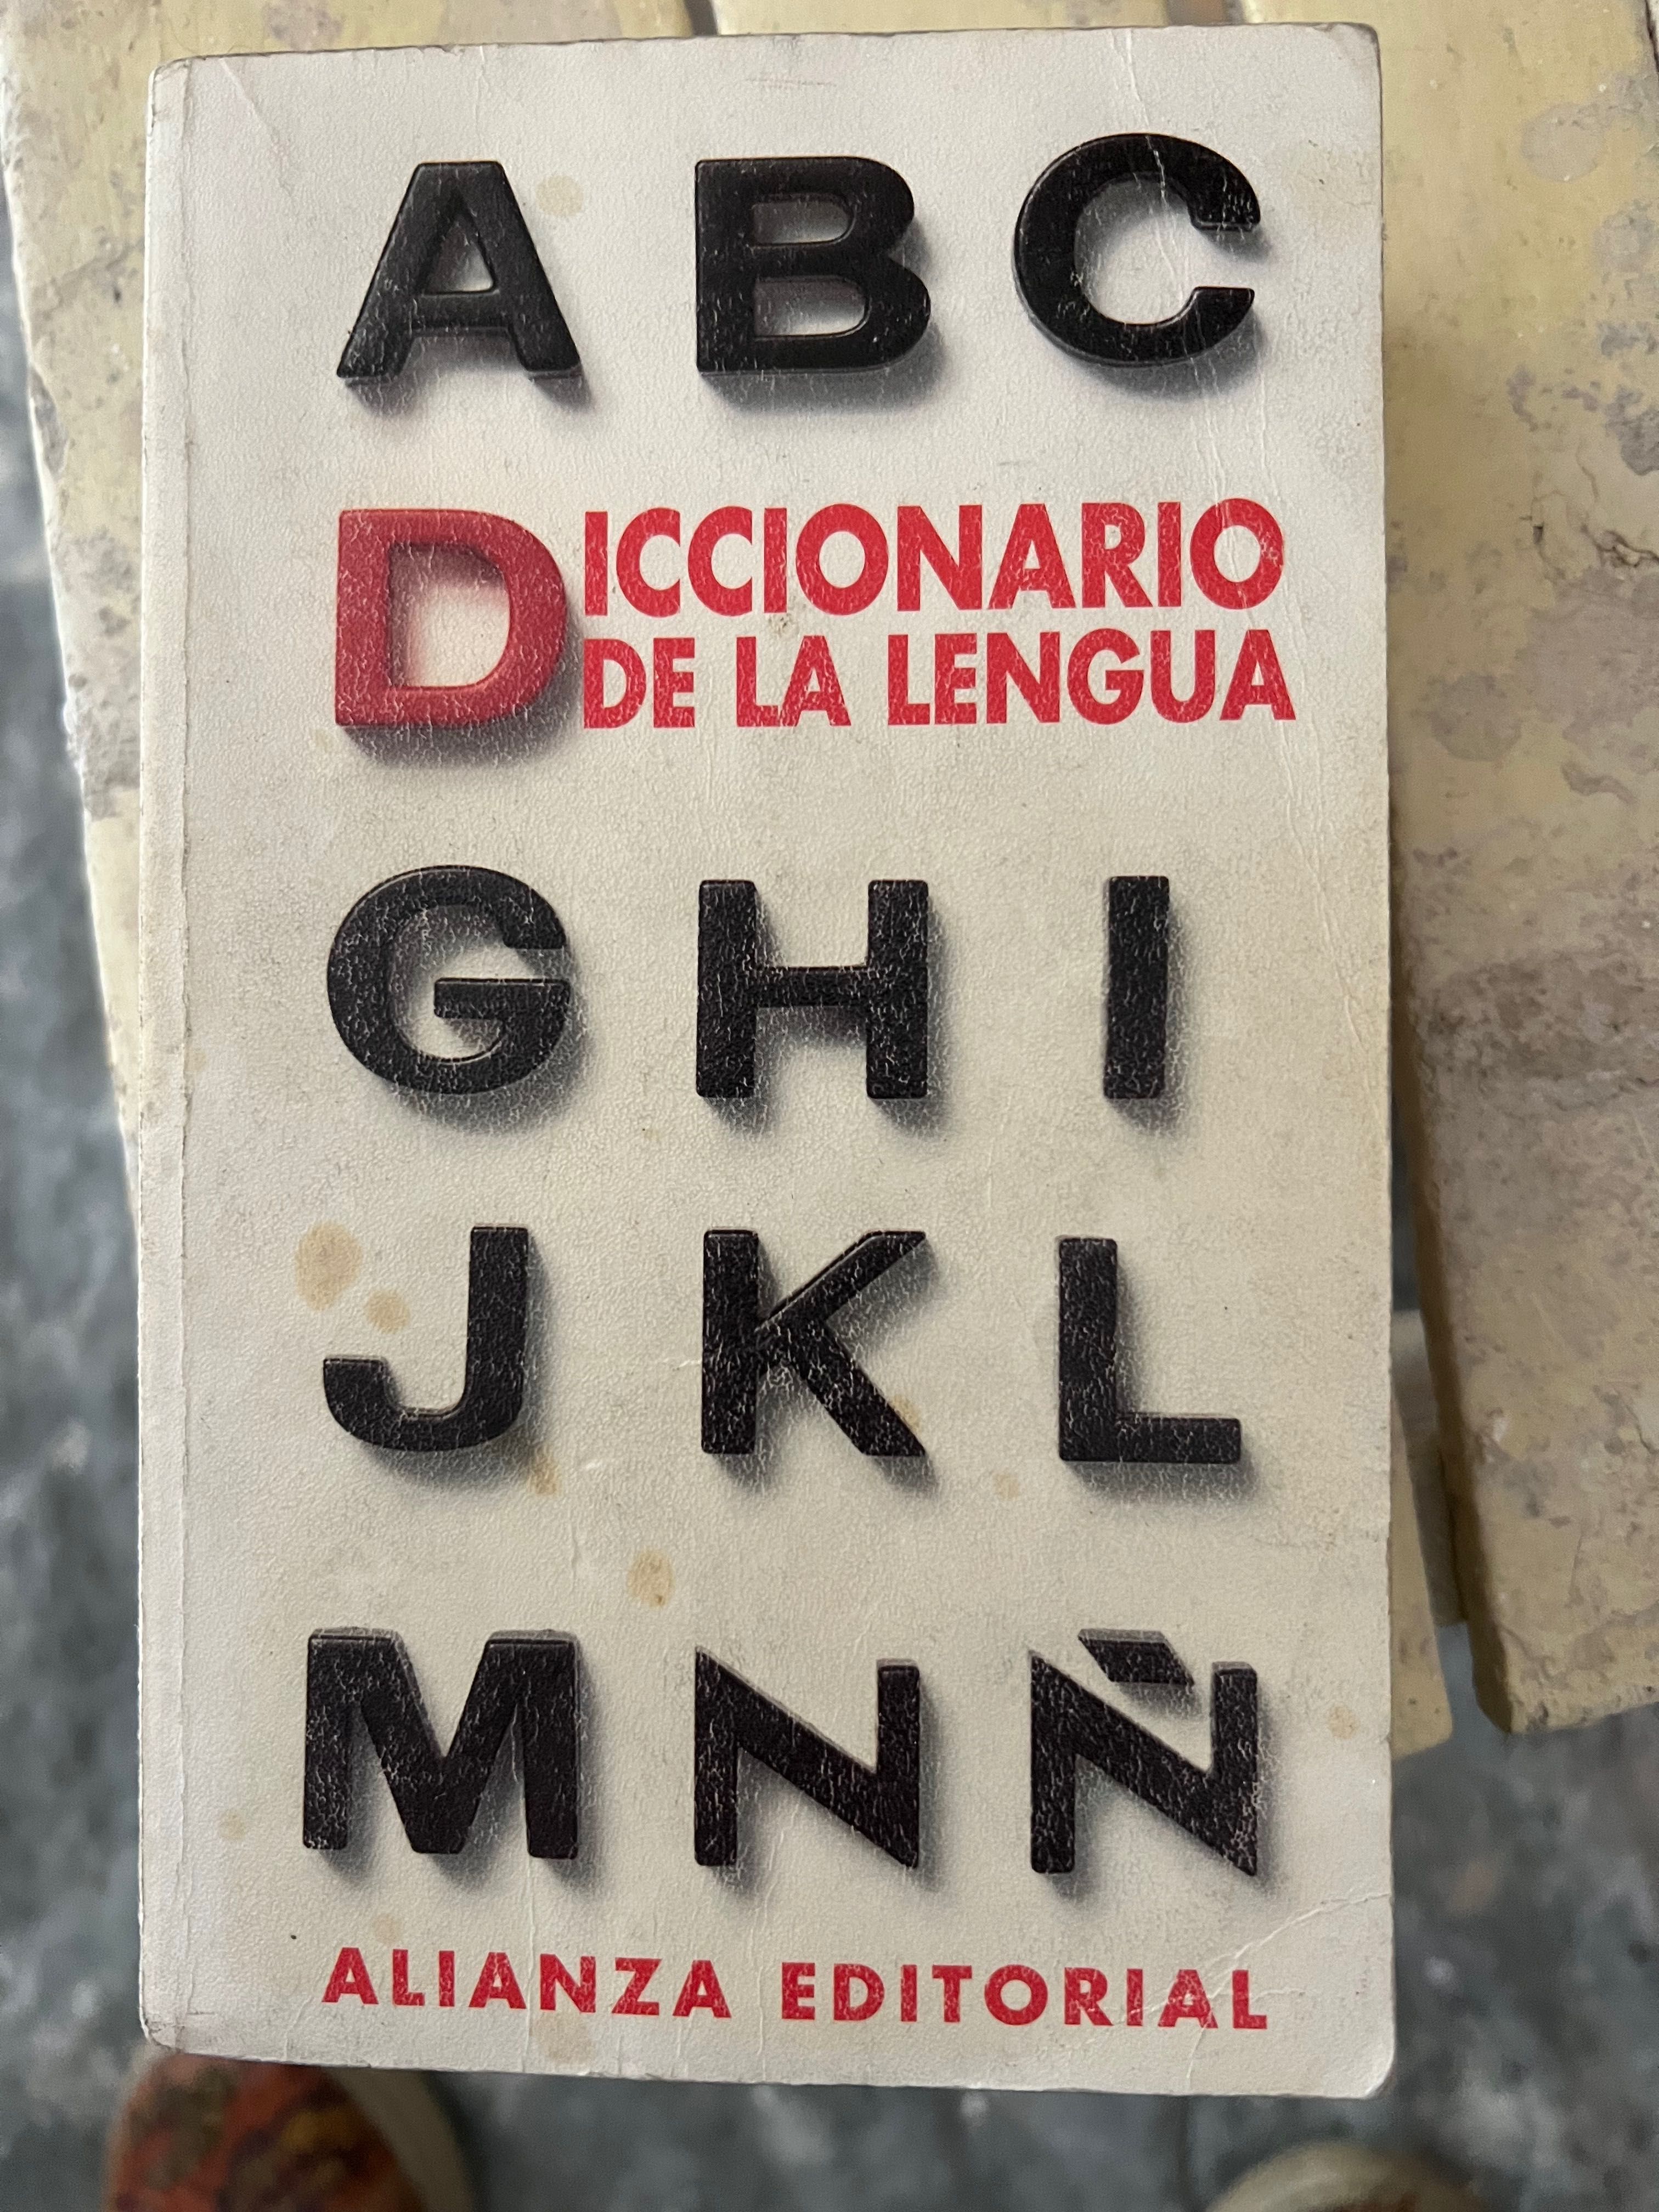 A B C
DICCIONARIO
DE LA LENGUA
G H I
J K L
M N Ñ
ALIANZA EDITORIAL